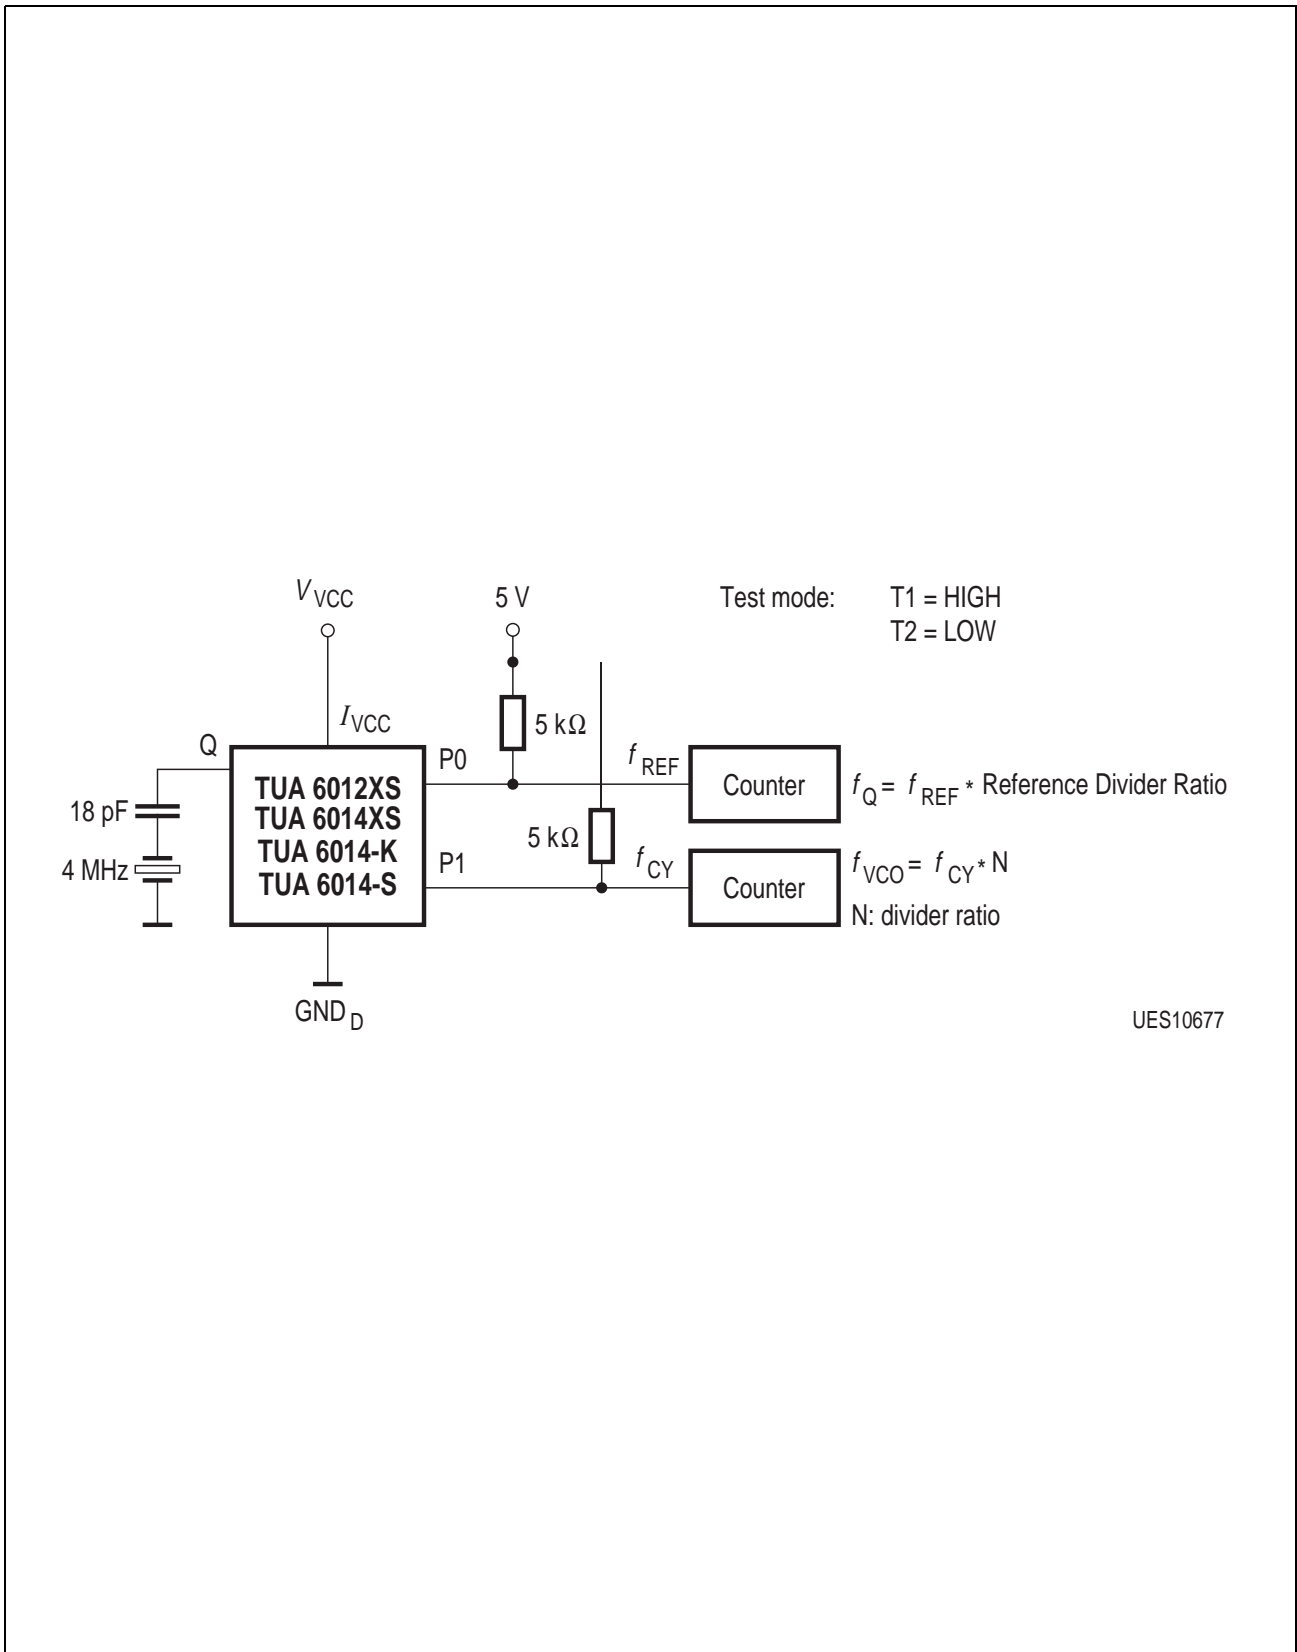 V VCC
5 V
Test mode: T1 = HIGH
T2 = LOW
I VCC
5 kΩ
Q
P0
f REF
TUA 6012XS
TUA 6014XS
TUA 6014-K
TUA 6014-S
Counter
f Q = f REF * Reference Divider Ratio
18 pF
4 MHz
5 kΩ
P1
f CY
Counter
f VCO = f CY * N
N: divider ratio
GND D
UES10677